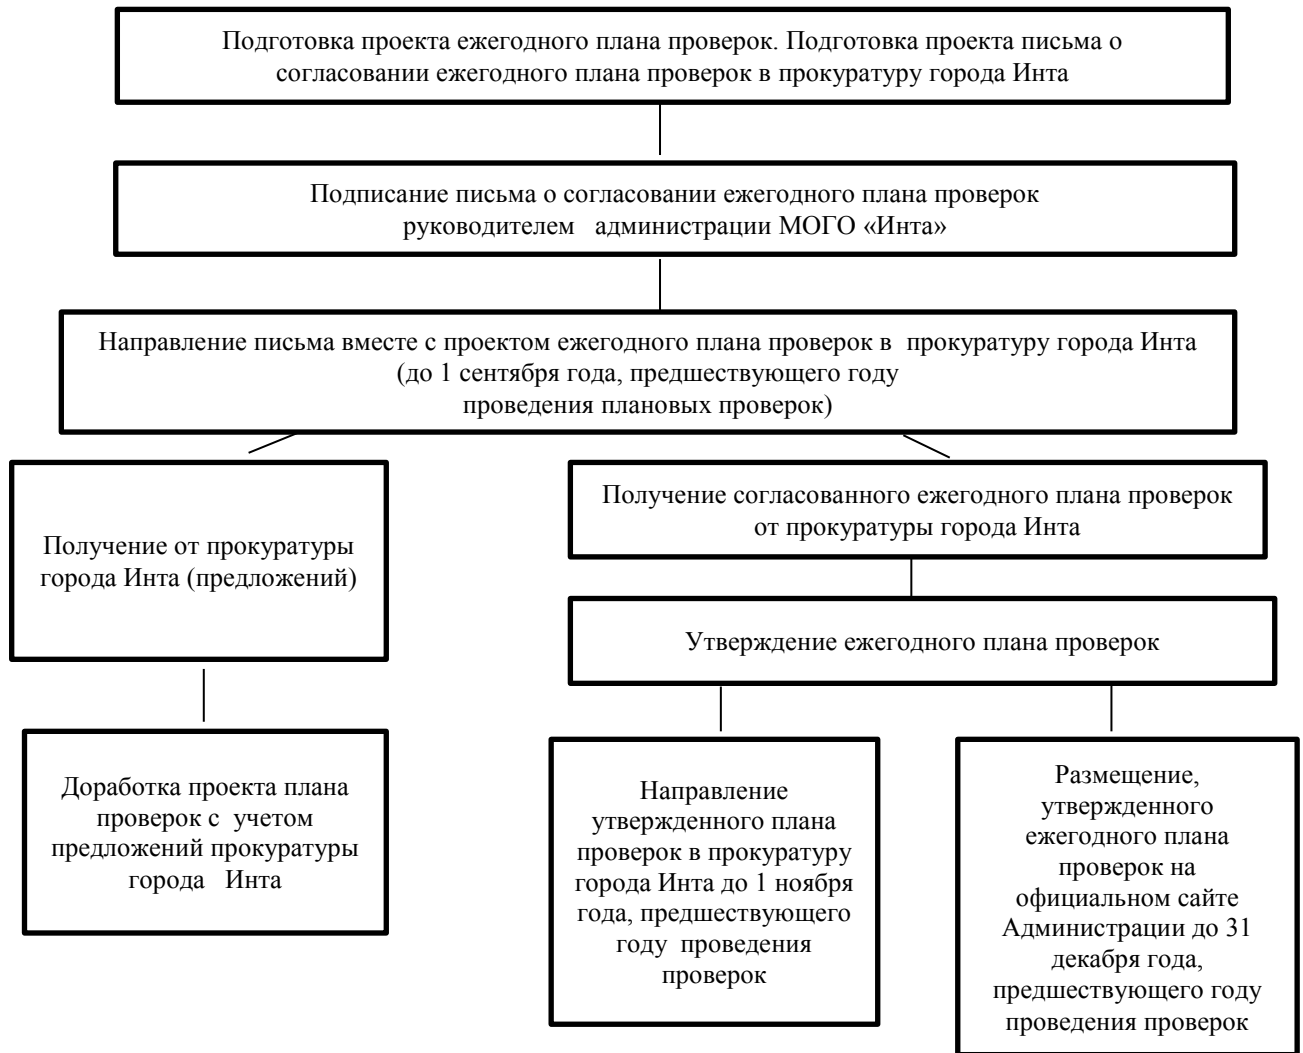 Подготовка проекта ежегодного плана проверок. Подготовка проекта письма о
согласовании ежегодного плана проверок в прокуратуру города Инта
Подписание письма о согласовании ежегодного плана проверок
руководителем администрации МОГО «Инта»
Направление письма вместе с проектом ежегодного плана проверок в прокуратуру города Инта
(до 1 сентября года, предшествующего году
проведения плановых проверок)
Получение от прокуратуры
города Инта (предложений)
Доработка проекта плана
проверок с учетом
предложений прокуратуры
города Инта
Получение согласованного ежегодного плана проверок
от прокуратуры города Инта
Утверждение ежегодного плана проверок
Направление
утвержденного плана
проверок в прокуратуру
города Инта до 1 ноября
года, предшествующего
году проведения
проверок
Размещение,
утвержденного
ежегодного плана
проверок на
официальном сайте
Администрации до 31
декабря года,
предшествующего году
проведения проверок